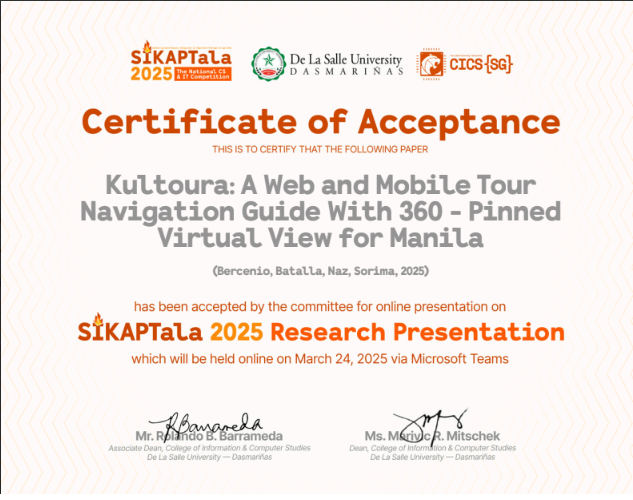 SiKAPTala
2025 The National CS
& IT Competition
De La Salle University
DASMARIÑAS
CICS{SG}
Certificate of Acceptance
THIS IS TO CERTIFY THAT THE FOLLOWING PAPER
Kultoura: A Web and Mobile Tour
Navigation Guide With 360 - Pinned
Virtual View for Manila
(Bercenio, Batalla, Naz, Sorima, 2025)
has been accepted by the committee for online presentation on
SiKAPTala 2025 Research Presentation
which will be held online on March 24, 2025 via Microsoft Teams
Mr. Rolando B. Barrameda
Associate Dean, College of Information & Computer Studies
De La Salle University — Dasmariñas
Ms. Marivic R. Mitschek
Dean, College of Information & Computer Studies
De La Salle University — Dasmariñas